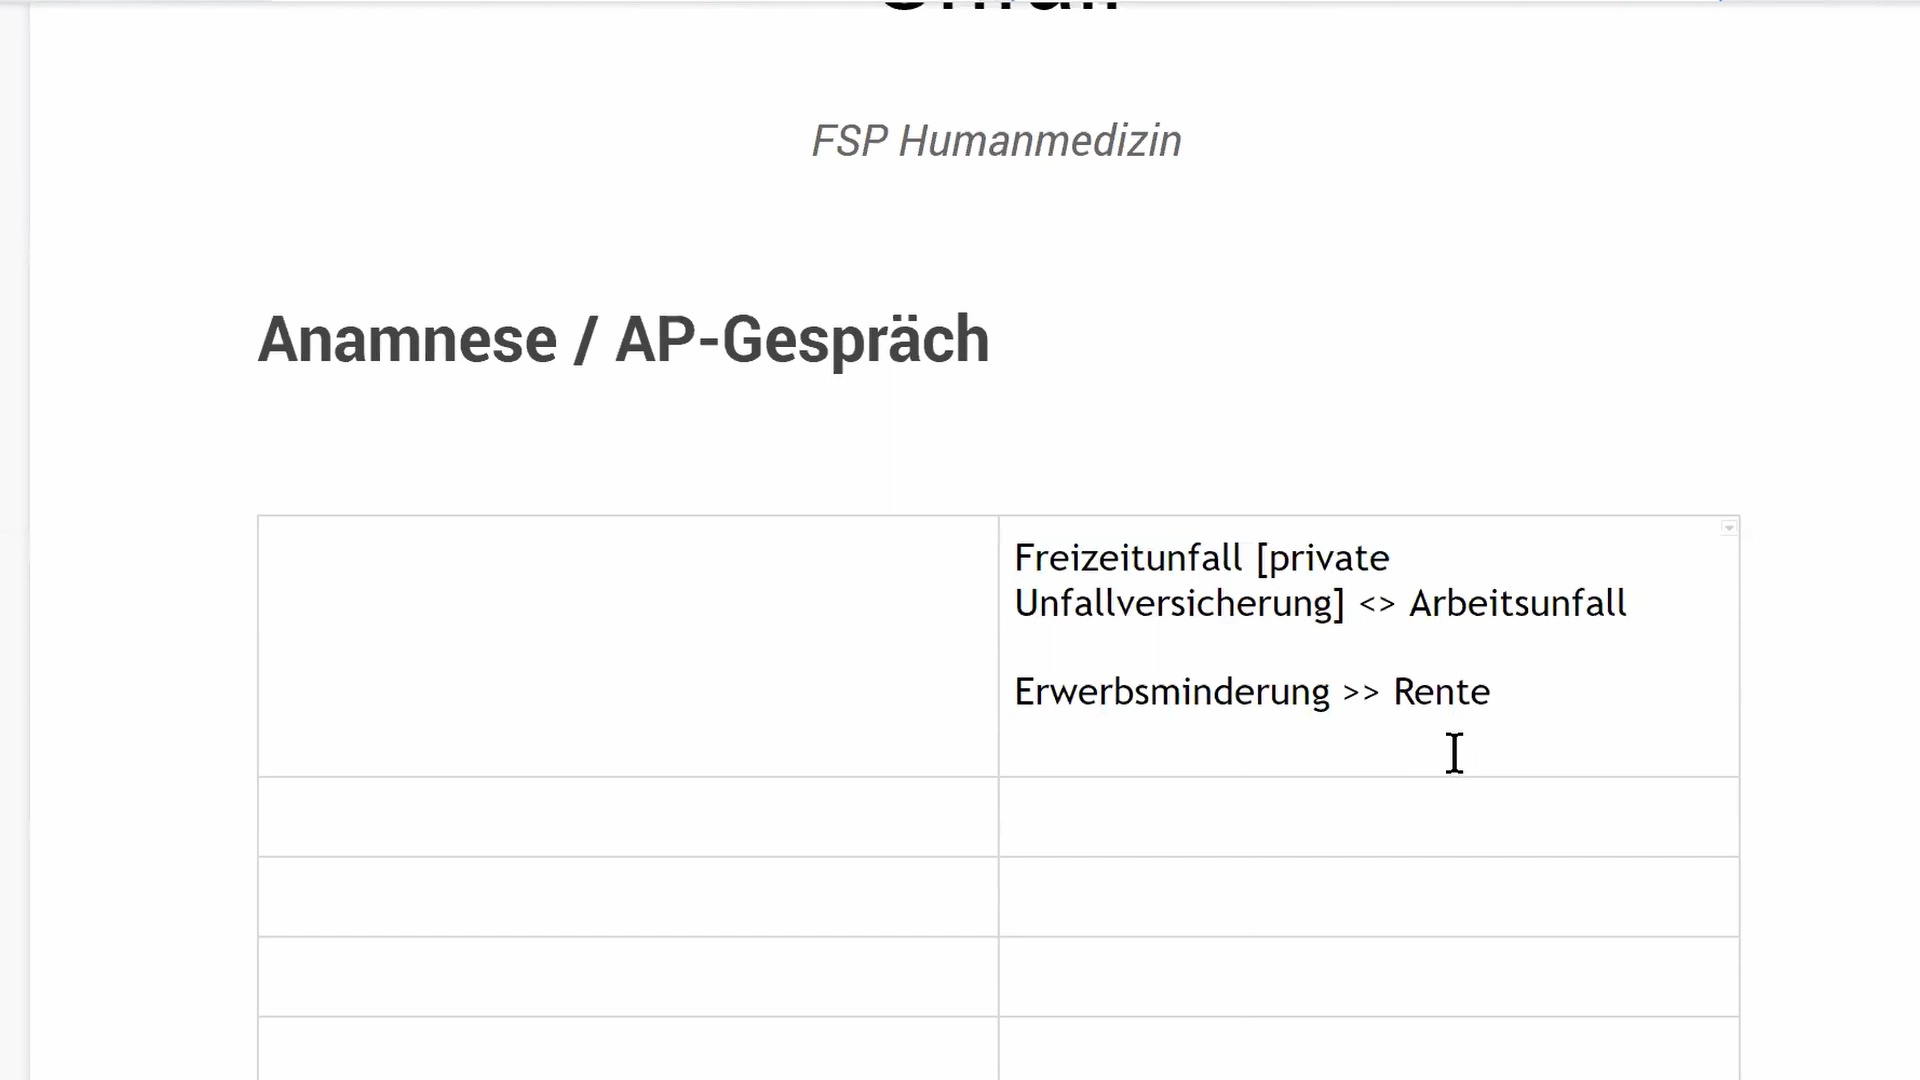 FSP Humanmedizin
Anamnese / AP-Gespräch
Freizeitunfall [private
Unfallversicherung] <> Arbeitsunfall
Erwerbsminderung >> Rente